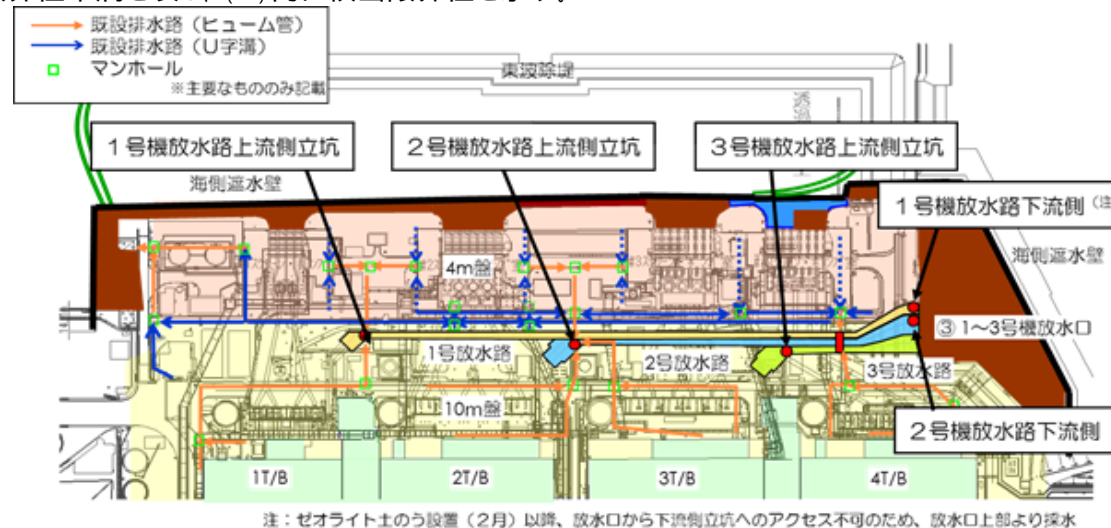 既設排水路（ヒューム管）
既設排水路（U字溝）
マンホール
※主要なもののみ記載
東波除堤
1号機放水路上流側立坑
2号機放水路上流側立坑
3号機放水路上流側立坑
海側遮水壁
1号機放水路下流側（注
海側遮水壁
4m盤
③ 1～3号機放水口
1号放水路
2号放水路
3号放水路
10m盤
2号機放水路下流側
1T/B
2T/B
3T/B
4T/B
注：ゼオライト土のう設置（2月）以降、放水口から下流側立坑へのアクセス不可のため、放水口上部より採水